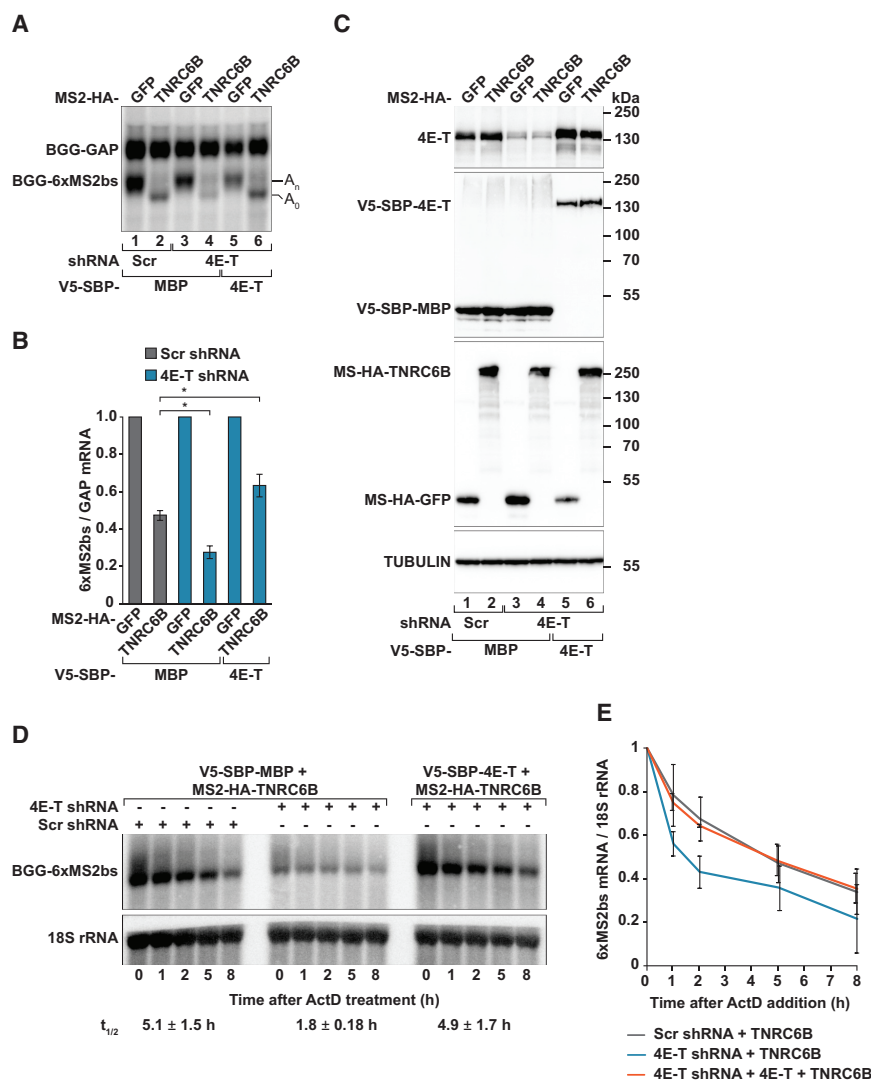 A
MS2-HA-
GFP
TNRC6B
GFP
TNRC6B
GFP
TNRC6B
BGG-GAP
BGG-6xMS2bs
An
A0
1 2 3 4 5 6
shRNA Scr 4E-T
V5-SBP- MBP 4E-T
B
Scr shRNA
4E-T shRNA
*
*
6xMS2bs / GAP mRNA
1.0
0.8
0.6
0.4
0.2
0
MS2-HA-
GFP
TNRC6B
GFP
TNRC6B
GFP
TNRC6B
V5-SBP- MBP 4E-T
C
MS2-HA-
GFP
TNRC6B
GFP
TNRC6B
GFP
TNRC6B
kDa
250
4E-T
130
250
V5-SBP-4E-T
130
100
70
55
V5-SBP-MBP
MS-HA-TNRC6B
250
130
100
70
55
MS-HA-GFP
TUBULIN
55
1 2 3 4 5 6
shRNA Scr 4E-T
V5-SBP- MBP 4E-T
D
V5-SBP-MBP +
MS2-HA-TNRC6B
V5-SBP-4E-T +
MS2-HA-TNRC6B
4E-T shRNA - - - - - + + + + + + + + + +
Scr shRNA + + + + + - - - - - - - - - -
BGG-6xMS2bs
18S rRNA
0 1 2 5 8 0 1 2 5 8 0 1 2 5 8
Time after ActD treatment (h)
t1/2 5.1 ± 1.5 h 1.8 ± 0.18 h 4.9 ± 1.7 h
E
6xMS2bs mRNA / 18S rRNA
1
0.8
0.6
0.4
0.2
0
0 1 2 3 4 5 6 7 8
Time after ActD addition (h)
Scr shRNA + TNRC6B
4E-T shRNA + TNRC6B
4E-T shRNA + 4E-T + TNRC6B